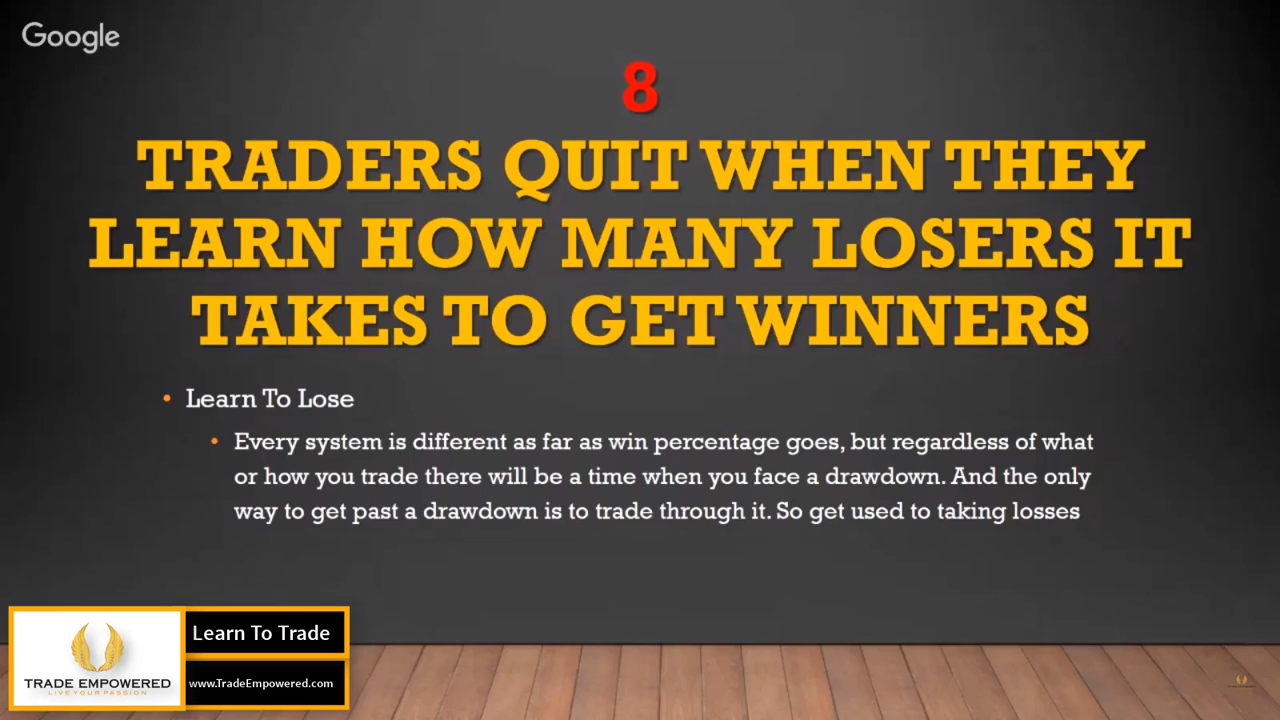 Google
8
TRADERS QUIT WHEN THEY
LEARN HOW MANY LOSERS IT
TAKES TO GET WINNERS
• Learn To Lose
• Every system is different as far as win percentage goes, but regardless of what
or how you trade there will be a time when you face a drawdown. And the only
way to get past a drawdown is to trade through it. So get used to taking losses
Learn To Trade
TRADE EMPOWERED
LIVE YOUR PASSION
www.TradeEmpowered.com